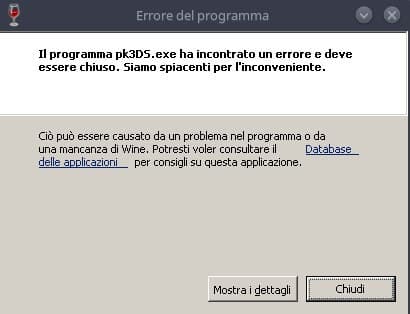 Errore del programma
Il programma pk3DS.exe ha incontrato un errore e deve
essere chiuso. Siamo spiacenti per l'inconveniente.
Ciò può essere causato da un problema nel programma o da
una mancanza di Wine. Potresti voler consultare il Database
delle applicazioni per consigli su questa applicazione.
Mostra i dettagli Chiudi